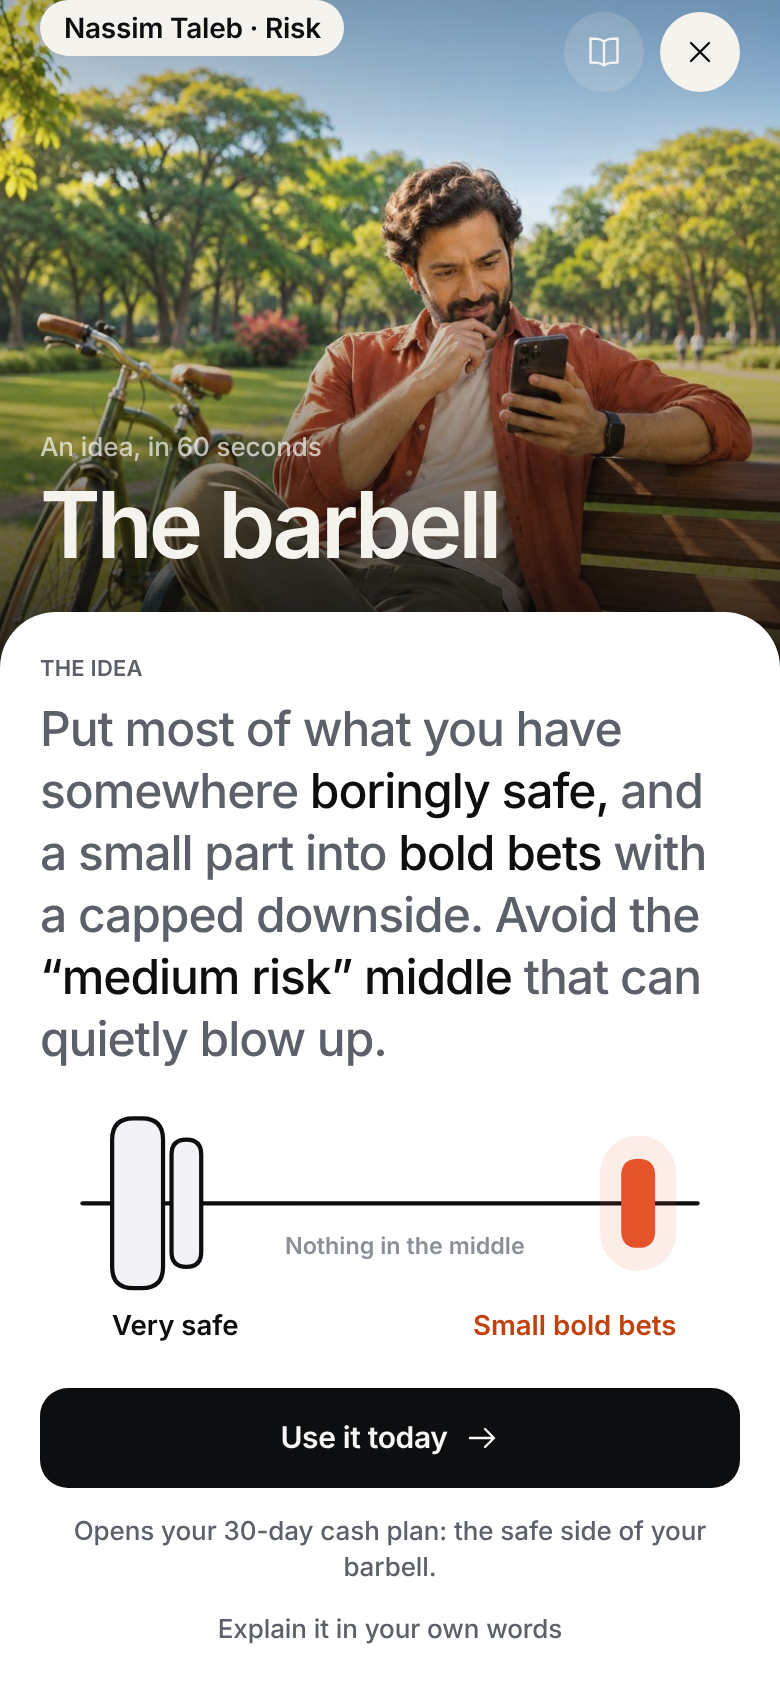 Nassim Taleb · Risk
An idea, in 60 seconds
The barbell
THE IDEA
Put most of what you have
somewhere boringly safe, and
a small part into bold bets with
a capped downside. Avoid the
“medium risk” middle that can
quietly blow up.
Nothing in the middle
Very safe
Small bold bets
Use it today →
Opens your 30-day cash plan: the safe side of your
barbell.
Explain it in your own words